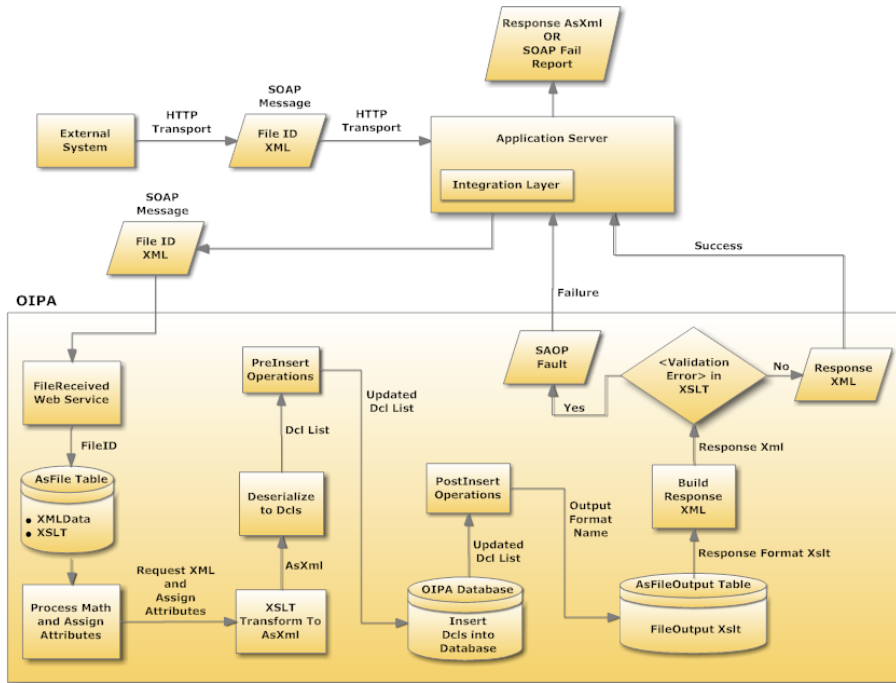 Response AsXml
OR
SOAP Fail
Report
SOAP
Message
HTTP
Transport
HTTP
Transport
External
System
File ID
XML
Application Server
Integration Layer
SOAP
Message
File ID
XML
Success
Failure
OIPA
FileReceived
Web Service
PreInsert
Operations
Updated
Dcl List
SAOP
Fault
<Validation
Error> in
XSLT
No
Response
XML
Yes
FileID
Dcl List
Response Xml
AsFile Table
• XMLData
• XSLT
Deserialize
to Dcls
PostInsert
Operations
Output
Format
Name
Build
Response
XML
AsXml
Updated
Dcl List
Response Format Xslt
Request XML
and
Assign
Attributes
Process Math
and Assign
Attributes
XSLT
Transform To
AsXml
OIPA Database
Insert
Dcls into
Database
AsFileOutput Table
FileOutput Xslt